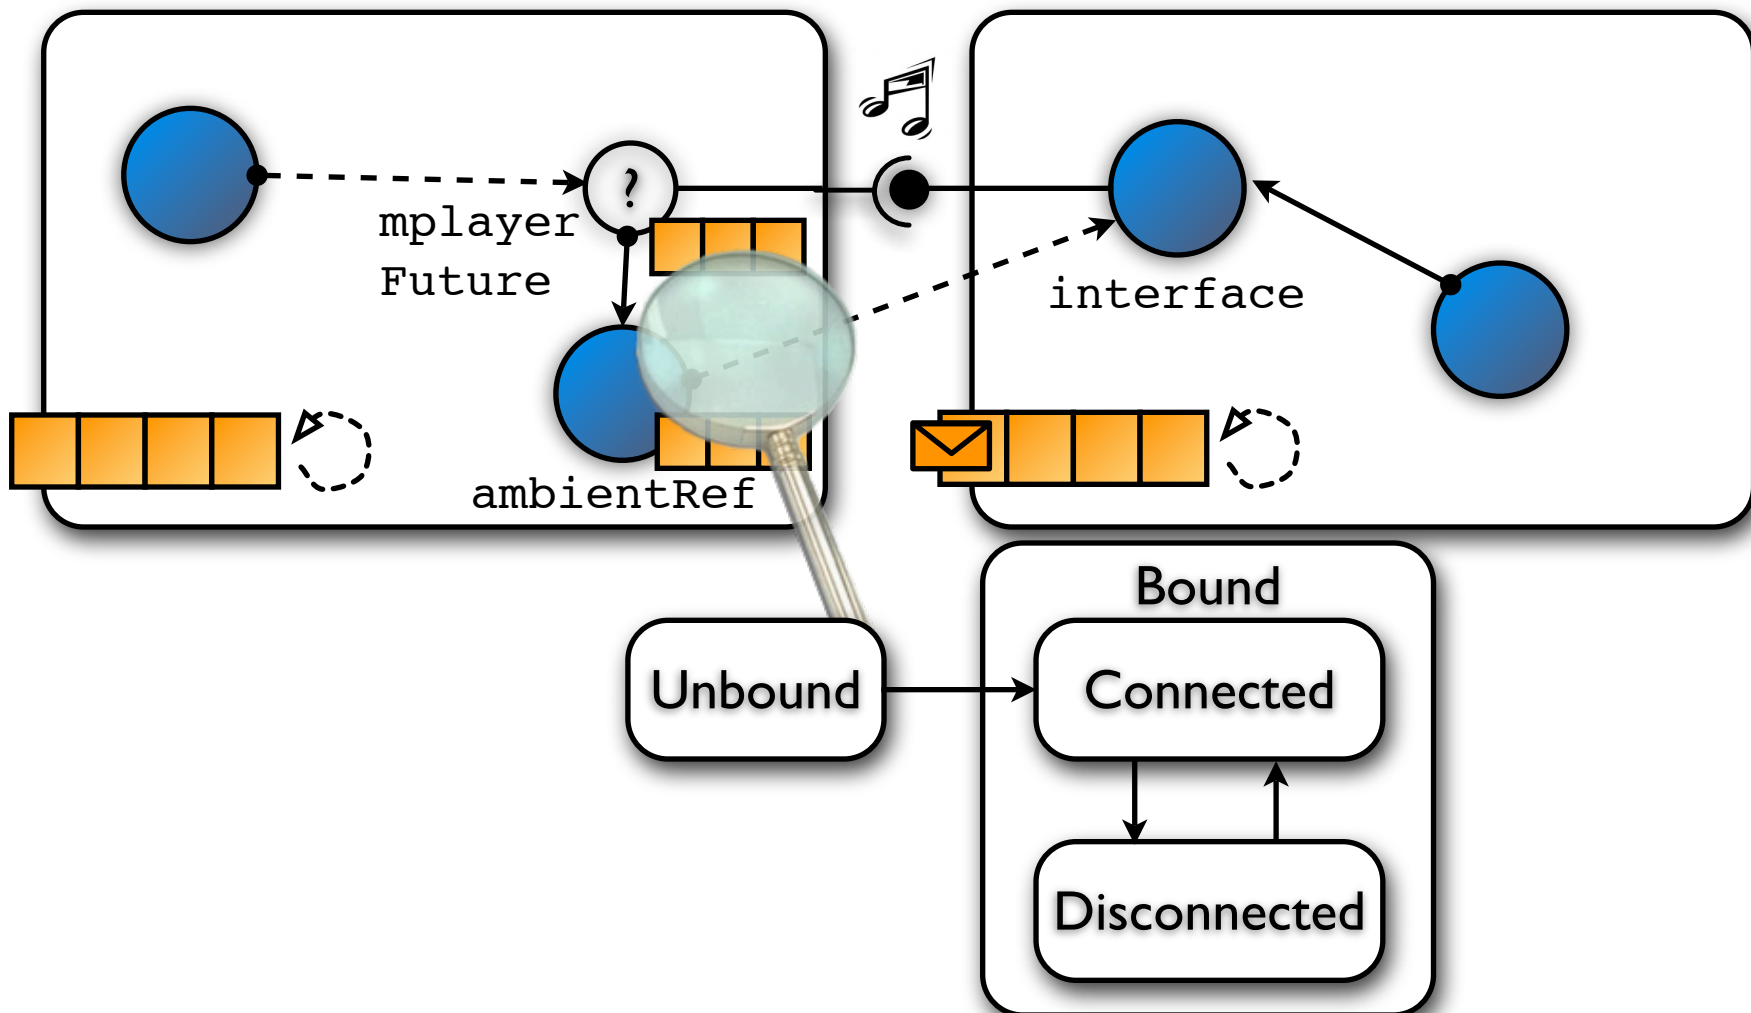 ?
mplayer
Future
interface
ambientRef
Bound
Unbound
Connected
Disconnected